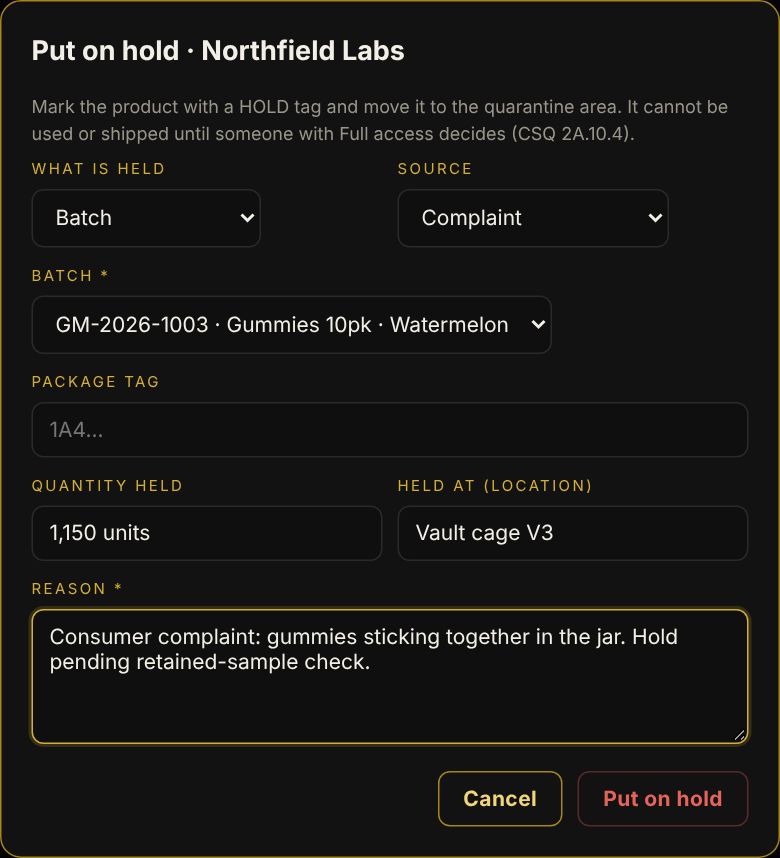 Put on hold · Northfield Labs
Mark the product with a HOLD tag and move it to the quarantine area. It cannot be
used or shipped until someone with Full access decides (CSQ 2A.10.4).
WHAT IS HELD
SOURCE
Batch
Complaint
BATCH *
GM-2026-1003 · Gummies 10pk · Watermelon
PACKAGE TAG
1A4...
QUANTITY HELD
HELD AT (LOCATION)
1,150 units
Vault cage V3
REASON *
Consumer complaint: gummies sticking together in the jar. Hold
pending retained-sample check.
Cancel
Put on hold